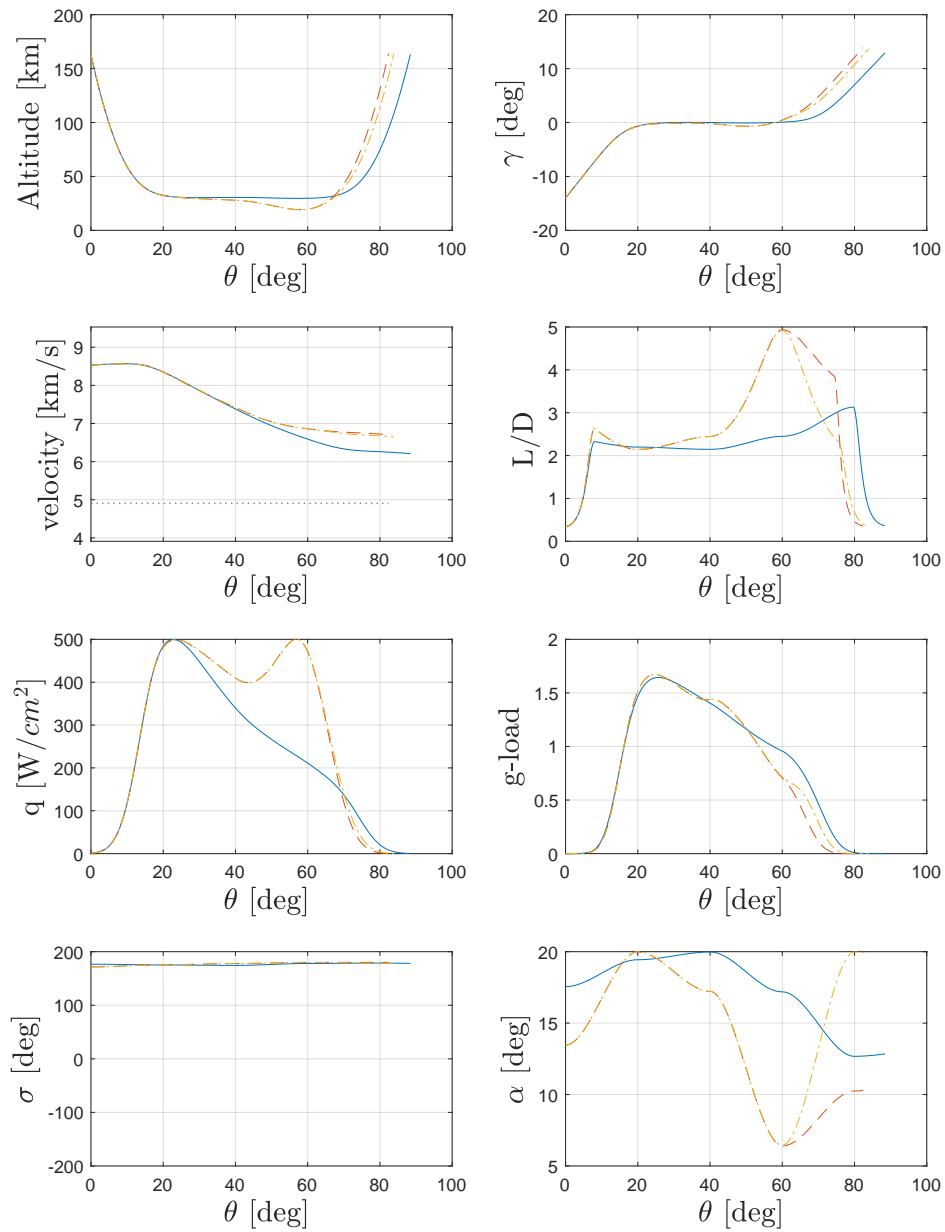 200
150
100
50
0
Altitude [km]
0 20 40 60 80 100
θ [deg]
20
10
0
-10
-20
γ [deg]
0 20 40 60 80 100
θ [deg]
9
8
7
6
5
4
velocity [km/s]
0 20 40 60 80 100
θ [deg]
5
4
3
2
1
0
L/D
0 20 40 60 80 100
θ [deg]
500
400
300
200
100
0
q [W/cm²]
0 20 40 60 80 100
θ [deg]
2
1.5
1
0.5
0
g-load
0 20 40 60 80 100
θ [deg]
200
100
0
-100
-200
σ [deg]
0 20 40 60 80 100
θ [deg]
20
15
10
5
α [deg]
0 20 40 60 80 100
θ [deg]